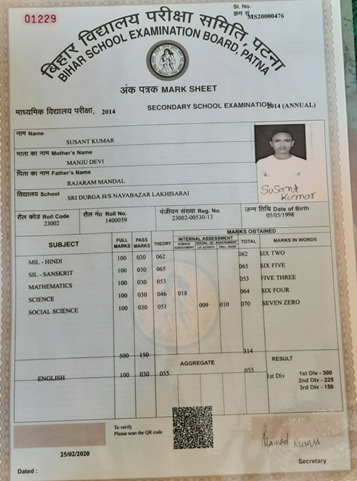 01229
Sl. No.
क्रम सं. MS20000476
बिहार विद्यालय परीक्षा समिति, पटना
BIHAR SCHOOL EXAMINATION BOARD, PATNA
अंक पत्रक MARK SHEET
माध्यमिक विद्यालय परीक्षा, 2014 SECONDARY SCHOOL EXAMINATION, 2014 (ANNUAL)
नाम Name
SUSANT KUMAR
माता का नाम Mother's Name
MANJU DEVI
पिता का नाम Father's Name
RAJARAM MANDAL
विद्यालय School SRI DURGA H/S NAYABAZAR LAKHISARAI
Susant
Kumar
रौल कोड Roll Code रौल नं० Roll No. पंजीयन संख्या Reg. No. जन्म तिथि Date of Birth
23002 1400059 23002-00530-13 05/05/1998
MARKS OBTAINED
SUBJECT FULL MARKS PASS MARKS THEORY INTERNAL ASSESSMENT TOTAL MARKS IN WORDS
MIL - HINDI 100 030 062 062 SIX TWO
SIL - SANSKRIT 100 030 065 065 SIX FIVE
MATHEMATICS 100 030 053 053 FIVE THREE
SCIENCE 100 030 046 018 064 SIX FOUR
SOCIAL SCIENCE 100 030 051 009 010 070 SEVEN ZERO
500 150 314
AGGREGATE RESULT
ENGLISH 100 030 055 055 1st Div
1st Div - 300
2nd Div - 225
3rd Div - 150
To verify
Please scan the QR code
25/02/2020
Dated :
Secretary